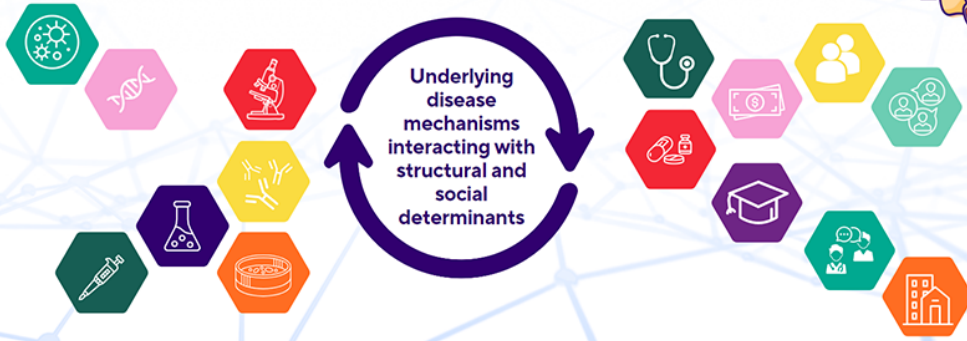 Underlying
disease
mechanisms
interacting with
structural and
social
determinants